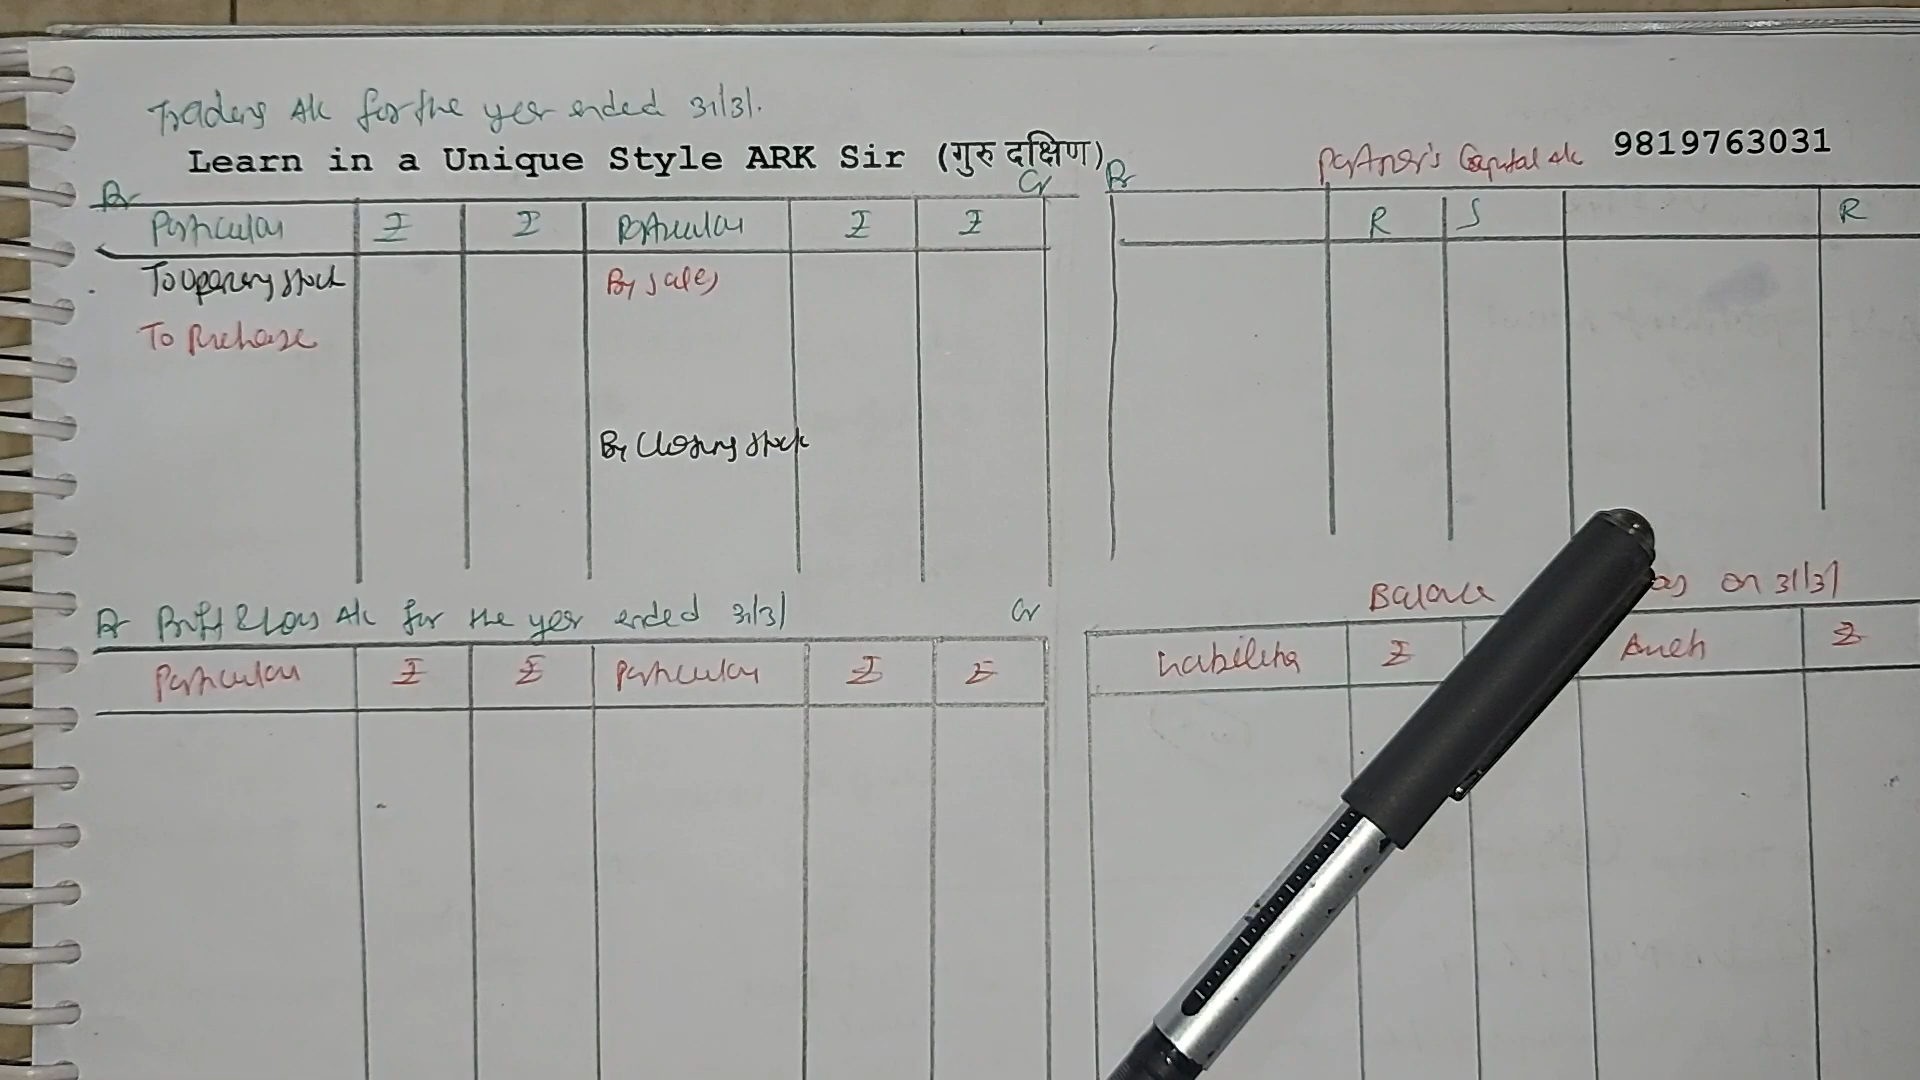 Trading A/c for the year ended 31/3/.
Learn in a Unique Style ARK Sir (गुरु दक्षिण)
9819763031
Dr Cr
Particular ₹ ₹ Particular ₹ ₹
To Opening stock By sales
To Purchase
By Closing stock
Dr Partner's Capital A/c
R S R
Dr Profit & Loss A/c for the year ended 31/3/ Cr
Particular ₹ ₹ Particular ₹ ₹
Balance as on 31/3/
Liabilities ₹ Assets ₹